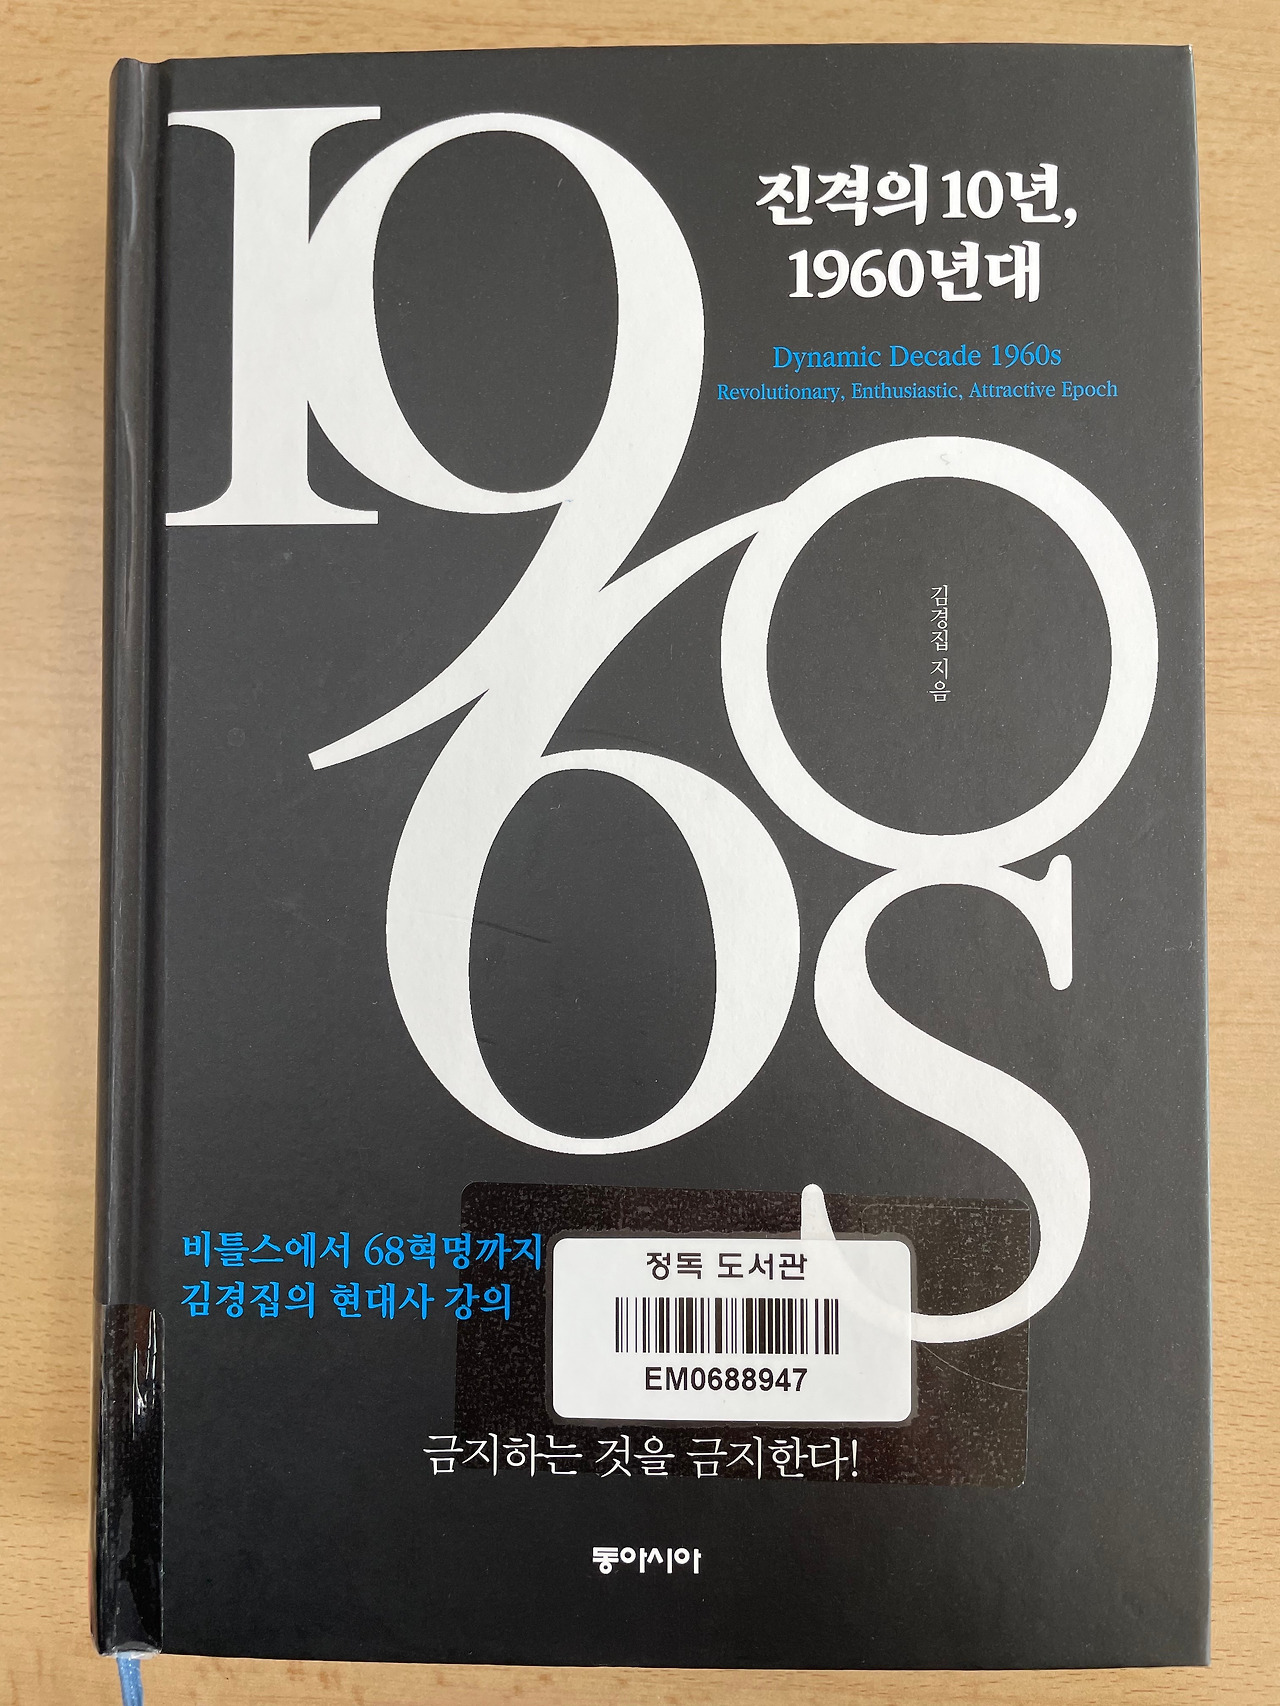 1960s
진격의 10년,
1960년대
Dynamic Decade 1960s
Revolutionary, Enthusiastic, Attractive Epoch
김경집 지음
비틀스에서 68혁명까지
김경집의 현대사 강의
정독 도서관
EM0688947
금지하는 것을 금지한다!
동아시아